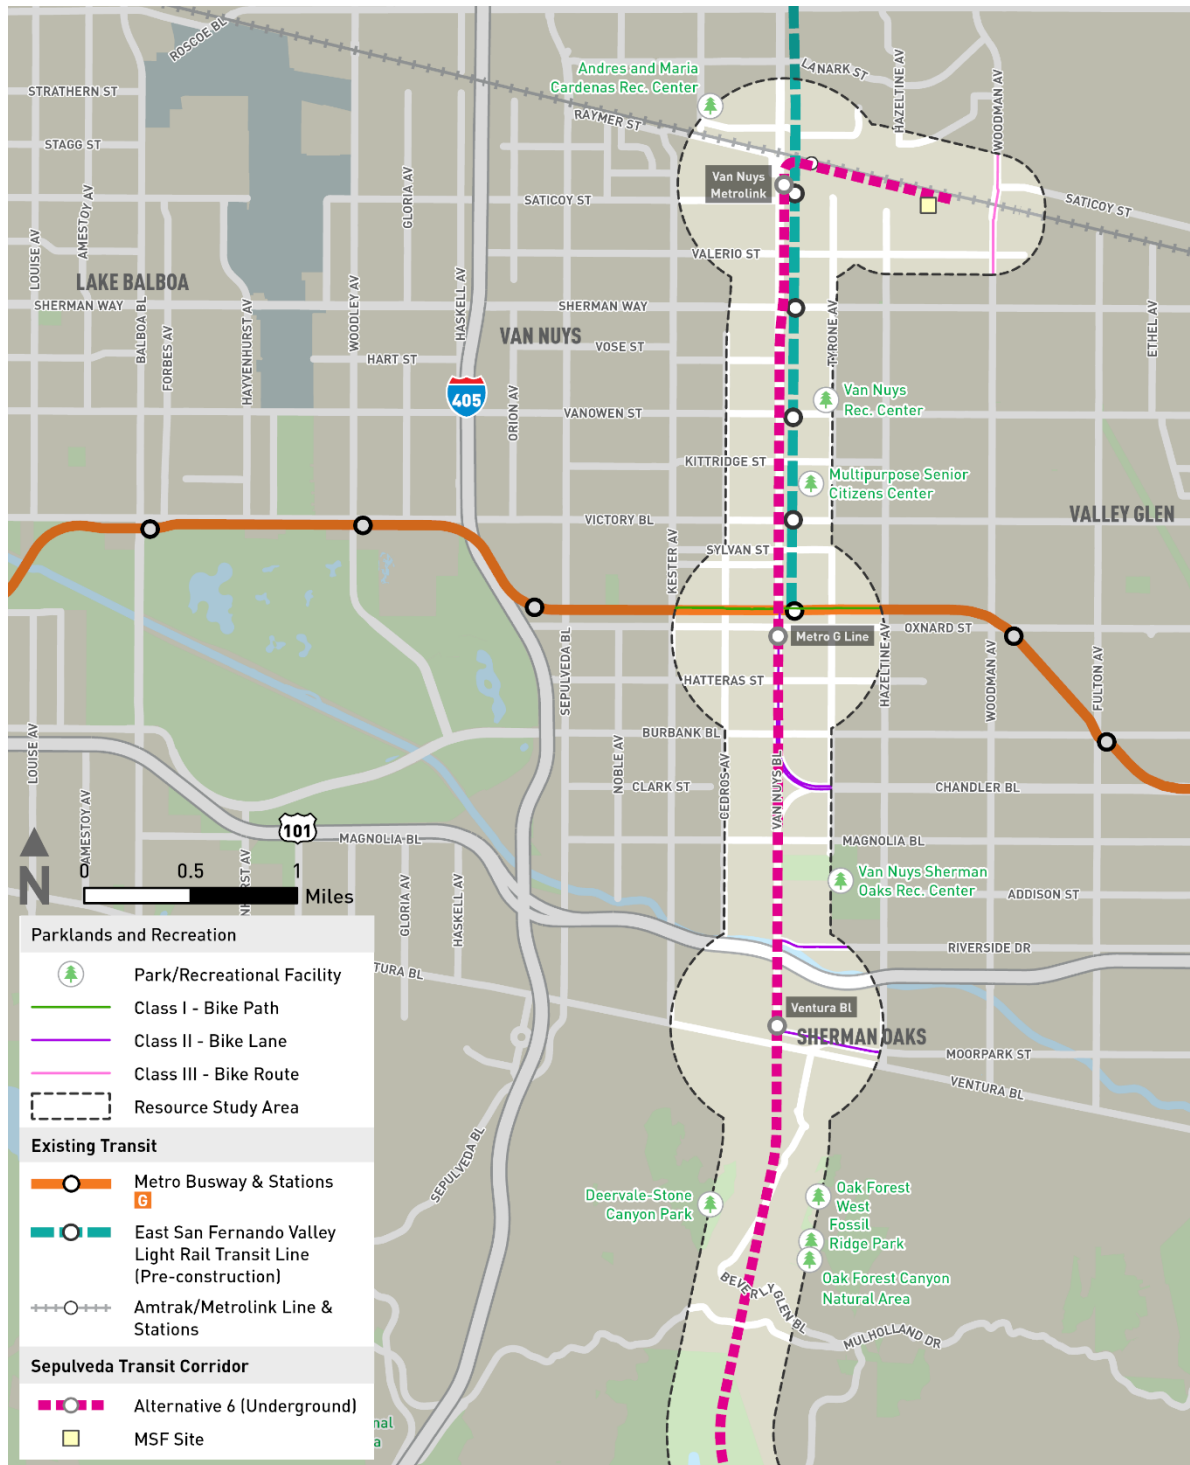 ROSCOE BL
LANARK ST
HAZELTINE AV
WOODMAN AV
Andres and Maria
Cardenas Rec. Center
STRATHERN ST
RAYMER ST
STAGG ST
Van Nuys
Metrolink
AMESTOY AV
GLORIA AV
SATICOY ST
SATICOY ST
LOUISE AV
VALERIO ST
LAKE BALBOA
SHERMAN WAY
BALBOA BL
FORBES AV
HAYVENHURST AV
WOODLEY AV
HASKELL AV
SHERMAN WAY
TYRONE AV
ETHEL AV
VAN NUYS
VOSE ST
HART ST
405
ORION AV
VANOWEN ST
Van Nuys
Rec. Center
KITTRIDGE ST
Multipurpose Senior
Citizens Center
VICTORY BL
VALLEY GLEN
SYLVAN ST
KESTER AV
Metro G Line
OXNARD ST
SEPULVEDA BL
HAZELTINE AV
WOODMAN AV
FULTON AV
HATTERAS ST
LOUISE AV
BURBANK BL
NOBLE AV
CEDROS AV
VAN NUYS BL
CLARK ST
CHANDLER BL
AMESTOY AV
101
MAGNOLIA BL
MAGNOLIA BL
N
0 0.5 1
Miles
NHURST AV
GLORIA AV
HASKELL AV
Van Nuys Sherman
Oaks Rec. Center
ADDISON ST
RIVERSIDE DR
TURA BL
Ventura Bl
SHERMAN OAKS
MOORPARK ST
VENTURA BL
SEPULVEDA BL
Deervale-Stone
Canyon Park
Oak Forest
West
Fossil
Ridge Park
Oak Forest Canyon
Natural Area
BEVERLY GLEN BL
MULHOLLAND DR
nal
a
Parklands and Recreation
Park/Recreational Facility
Class I - Bike Path
Class II - Bike Lane
Class III - Bike Route
Resource Study Area
Existing Transit
Metro Busway & Stations
G
East San Fernando Valley
Light Rail Transit Line
(Pre-construction)
Amtrak/Metrolink Line &
Stations
Sepulveda Transit Corridor
Alternative 6 (Underground)
MSF Site